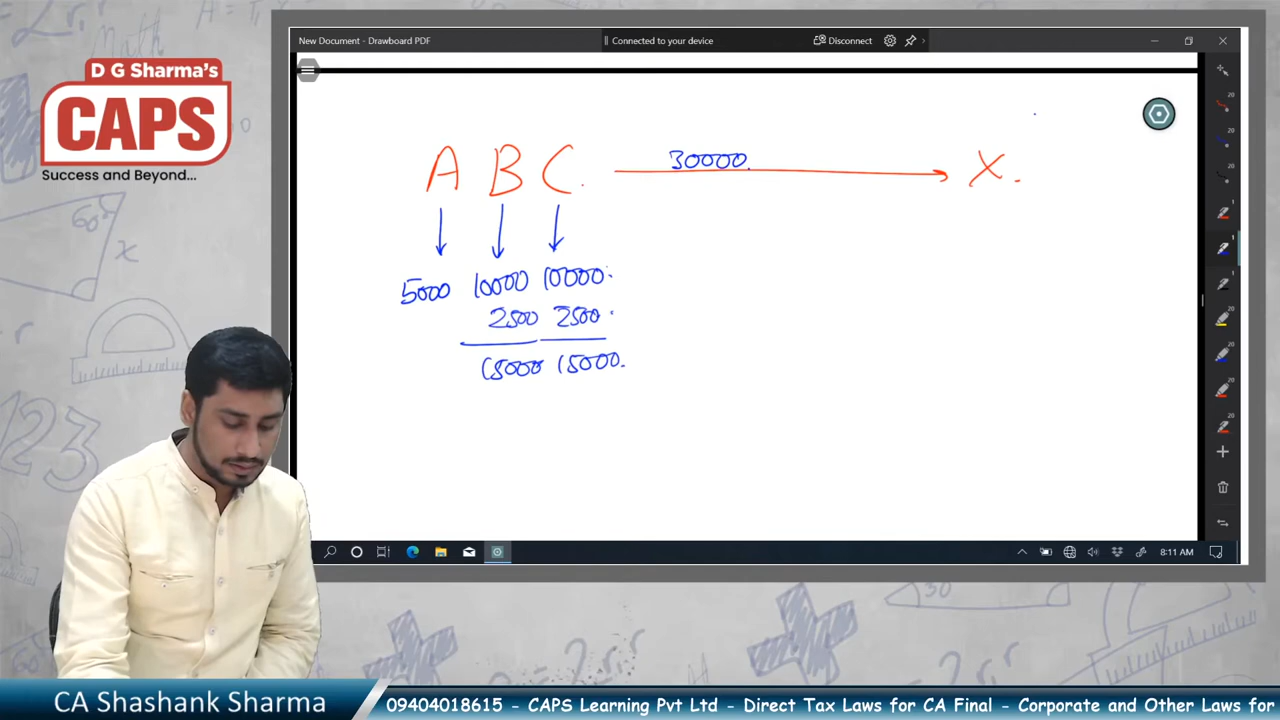 D G Sharma's
CAPS
Success and Beyond...
New Document - Drawboard PDF
Connected to your device
Disconnect
A B C 30000. X.
5000 10000 10000
2500 2500
15000 15000.
8:11 AM
CA Shashank Sharma
09404018615 - CAPS Learning Pvt Ltd - Direct Tax Laws for CA Final - Corporate and Other Laws for